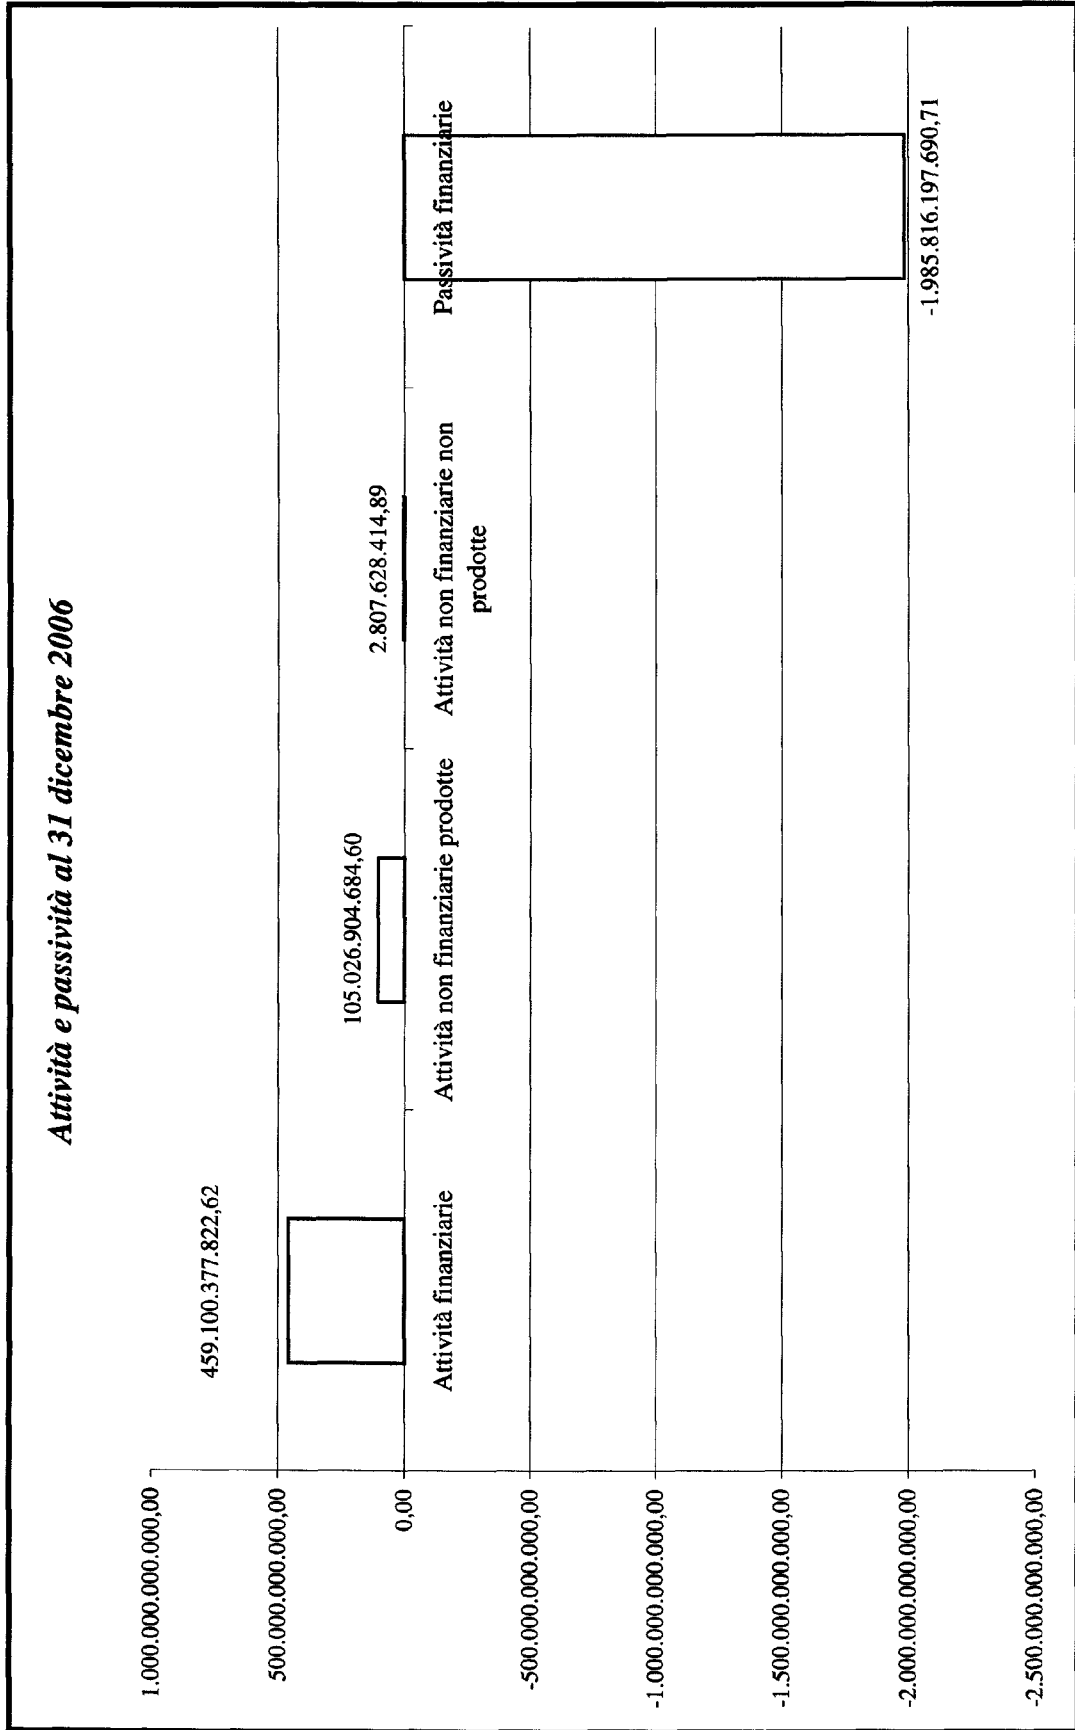 Attività e passività al 31 dicembre 2006
1.000.000.000.000,00
500.000.000.000,00
0,00
-500.000.000.000,00
-1.000.000.000.000,00
-1.500.000.000.000,00
-2.000.000.000.000,00
-2.500.000.000.000,00
459.100.377.822,62
Attività finanziarie
105.026.904.684,60
Attività non finanziarie prodotte
2.807.628.414,89
Attività non finanziarie non
prodotte
Passività finanziarie
-1.985.816.197.690,71